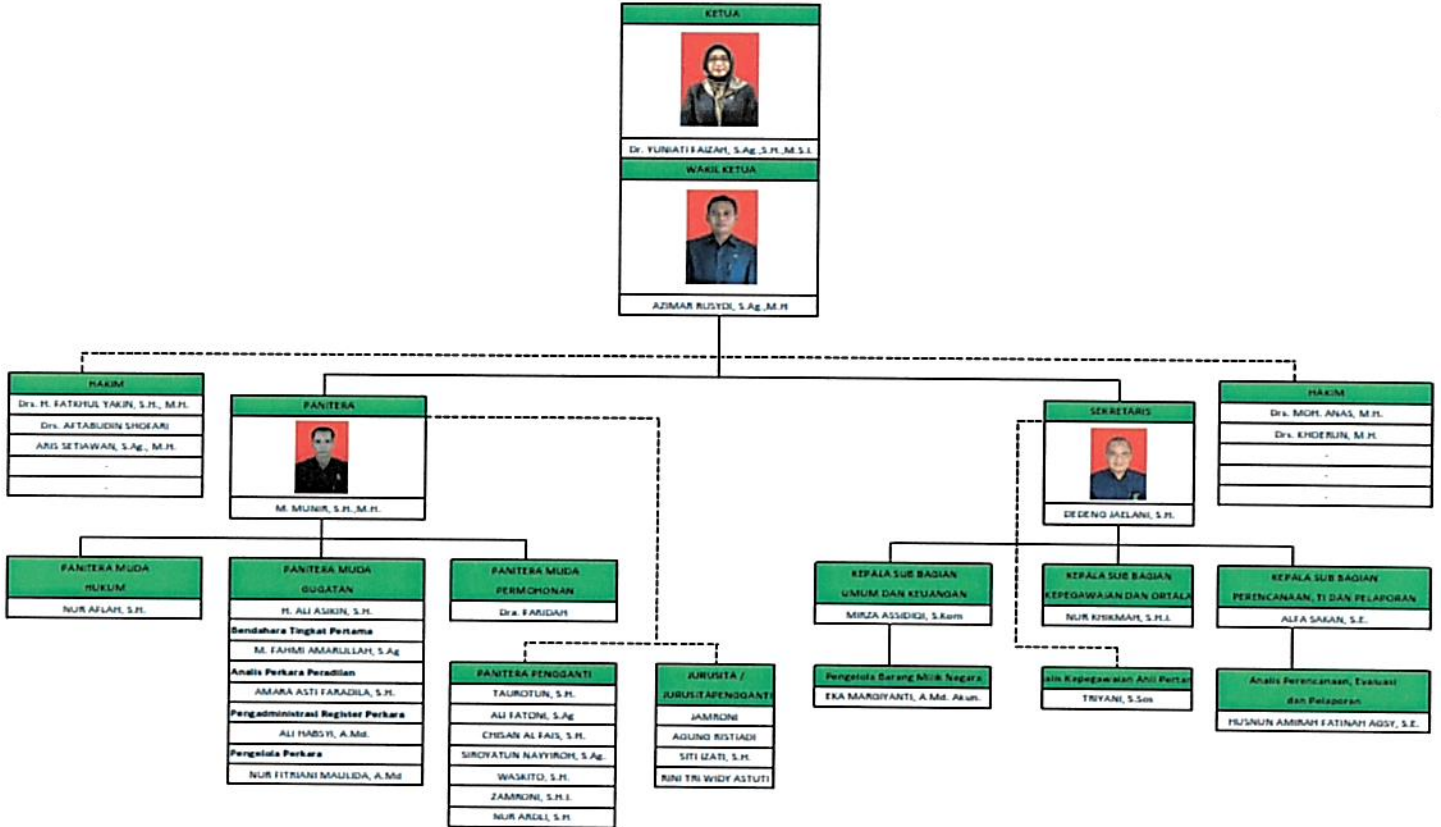 KETUA
Dr. YUNIATI FAIZAH, S.Ag.,S.H.,M.S.I.
WAKIL KETUA
AZIMAR RUSYDI, S.Ag.,M.H
HAKIM
Drs. H. FATKHUL YAKIN, S.H., M.H.
Drs. AFTABUDIN SHOFARI
ARIS SETIAWAN, S.Ag., M.H.
-
-
PANITERA
M. MUNIR, S.H.,M.H.
SEKRETARIS
DEDENG JAELANI, S.H.
HAKIM
Drs. MOH. ANAS, M.H.
Drs. KHOERUN, M.H.
-
-
-
PANITERA MUDA
HUKUM
NUR AFLAH, S.H.
PANITERA MUDA
GUGATAN
H. ALI ASIKIN, S.H.
Bendahara Tingkat Pertama
M. FAHMI AMARULLAH, S.Ag
Analis Perkara Peradilan
AMARA ASTI FARADILA, S.H.
Pengadministrasi Register Perkara
ALI HABSYI, A.Md.
Pengelola Perkara
NUR FITRIANI MAULIDA, A.Md
PANITERA MUDA
PERMOHONAN
Dra. FARIDAH
PANITERA PENGGANTI
TAUROTUN, S.H.
ALI FATONI, S.Ag
CHISAN AL FAIS, S.H.
SIROYATUN NAYYIROH, S.Ag.
WASKITO, S.H.
ZAMRONI, S.H.I.
NUR ARDLI, S.H
JURUSITA /
JURUSITAPENGGANTI
JAMRONI
AGUNG RISTIADI
SITI IZATI, S.H.
RINI TRI WIDY ASTUTI
KEPALA SUB BAGIAN
UMUM DAN KEUANGAN
MIRZA ASSIDIQI, S.Kom
Pengelola Barang Milik Negara
EKA MARGIYANTI, A.Md. Akun.
KEPALA SUB BAGIAN
KEPEGAWAIAN DAN ORTALA
NUR KHIKMAH, S.H.I.
alis Kepegawaian Ahli Pertam
TRIYANI, S.Sos
KEPALA SUB BAGIAN
PERENCANAAN, TI DAN PELAPORAN
ALFA SAKAN, S.E.
Analis Perencanaan, Evaluasi
dan Pelaporan
HUSNUN AMIRAH FATINAH AGSY, S.E.